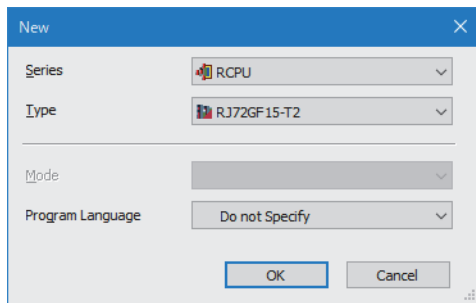 New
Series
RCPU
Type
RJ72GF15-T2
Mode
Program Language
Do not Specify
OK
Cancel